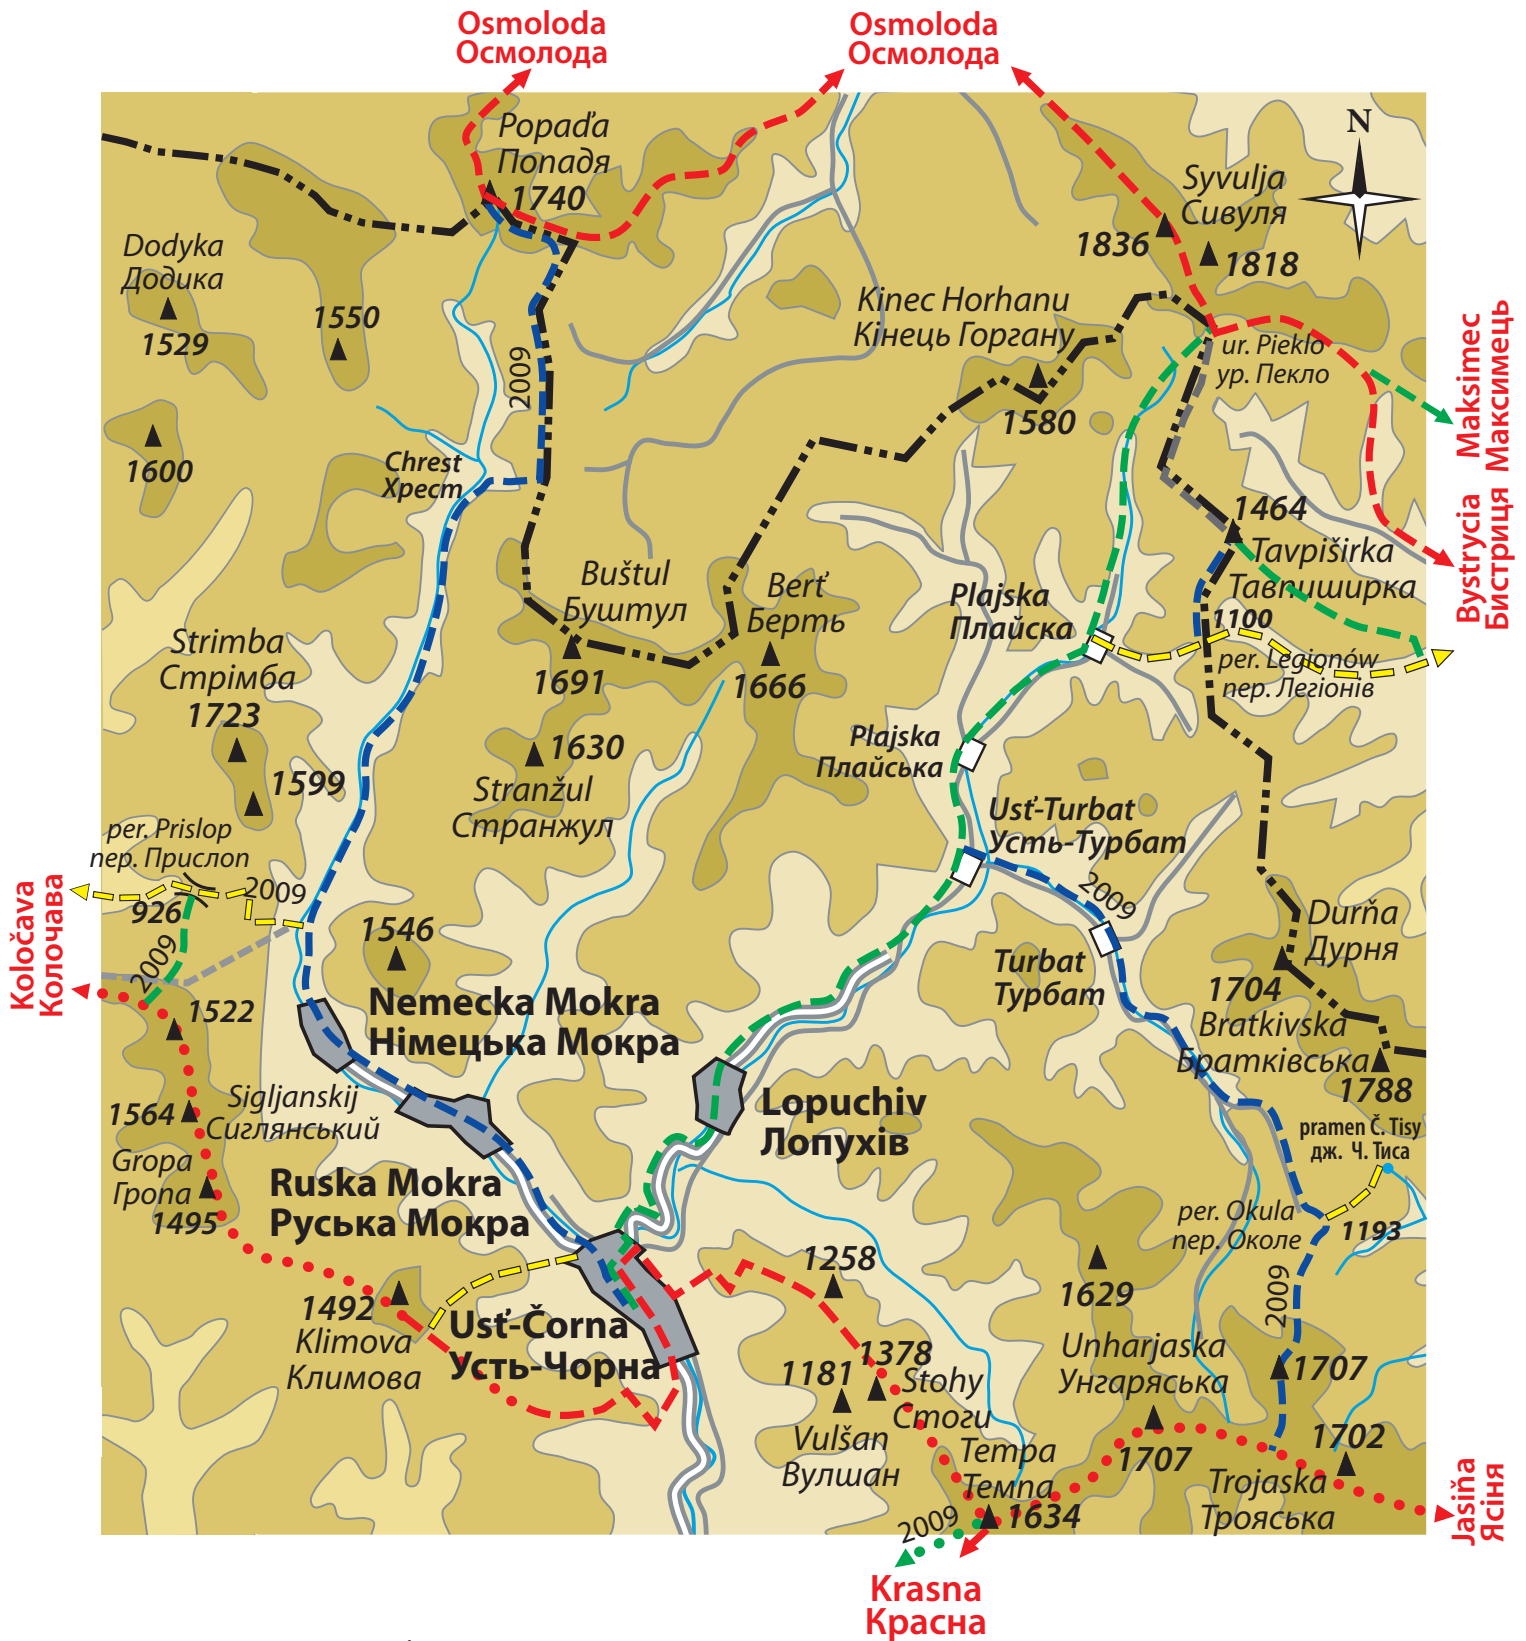 Osmoloda
Осмолода
Osmoloda
Осмолода
Popaďa
Попадя
1740
N
Syvulja
Сивуля
1836
1818
Dodyka
Додика
1529
1550
Kinec Horhanu
Кінець Горгану
1580
ur. Pieklo
ур. Пекло
Maksimec
Максимець
2009
1600
Chrest
Хрест
1464
Tavpiširka
Тавпиширка
Bystrycia
Бистриця
Buštul
Буштул
1691
Berť
Берть
1666
Plajska
Плайска
1100
per. Legionów
пер. Легіонів
Strimba
Стрімба
1723
1599
1630
Stranžul
Странжул
Plajska
Плайська
Usť-Turbat
Усть-Турбат
per. Prislop
пер. Прислоп
2009
926
2009
Koločava
Колочава
1546
2009
Turbat
Турбат
Durňa
Дурня
1704
Bratkivska
Братківська
1788
Nemecka Mokra
Німецька Мокра
1522
1564
Sigljanskij
Сиглянський
Lopuchiv
Лопухів
pramen Č. Tisy
дж. Ч. Тиса
Gropa
Гропа
1495
Ruska Mokra
Руська Мокра
per. Okula
пер. Околе
1193
1258
1629
2009
1492
Klimova
Климова
Usť-Čorna
Усть-Чорна
1378
1181
Stohy
Стоги
Unharjaska
Унгаряська
1707
Vulšan
Вулшан
Tempa
Темпа
1634
1707
1702
Trojaska
Трояська
Jasiňa
Ясіня
2009
Krasna
Красна